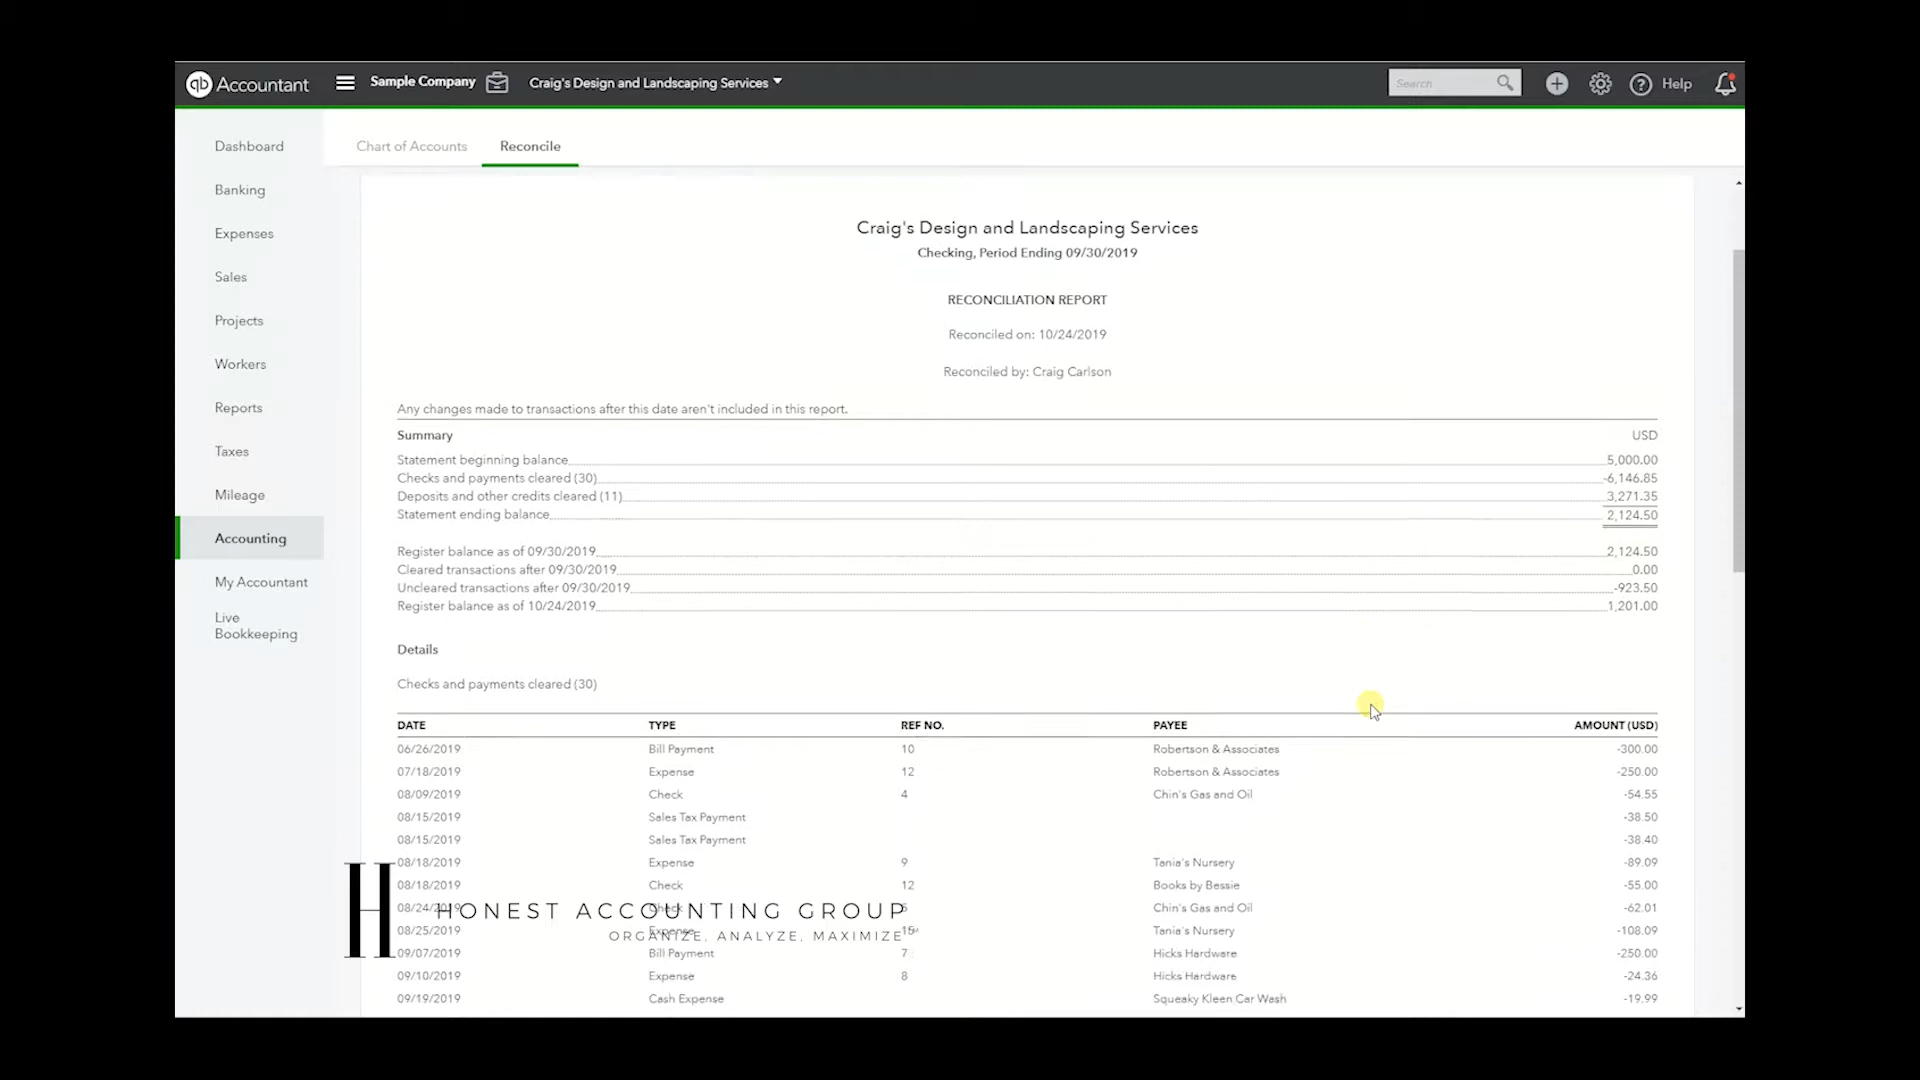 qb Accountant Sample Company Craig's Design and Landscaping Services Search Help
Chart of Accounts Reconcile
Dashboard
Banking
Expenses
Sales
Projects
Workers
Reports
Taxes
Mileage
Accounting
My Accountant
Live
Bookkeeping
Craig's Design and Landscaping Services
Checking, Period Ending 09/30/2019
RECONCILIATION REPORT
Reconciled on: 10/24/2019
Reconciled by: Craig Carlson
Any changes made to transactions after this date aren't included in this report.
Summary USD
Statement beginning balance 5,000.00
Checks and payments cleared (30) -6,146.85
Deposits and other credits cleared (11) 3,271.35
Statement ending balance 2,124.50
Register balance as of 09/30/2019 2,124.50
Cleared transactions after 09/30/2019 0.00
Uncleared transactions after 09/30/2019 -923.50
Register balance as of 10/24/2019 1,201.00
Details
Checks and payments cleared (30)
DATE TYPE REF NO. PAYEE AMOUNT (USD)
06/26/2019 Bill Payment 10 Robertson & Associates -300.00
07/18/2019 Expense 12 Robertson & Associates -250.00
08/09/2019 Check 4 Chin's Gas and Oil -54.55
08/15/2019 Sales Tax Payment -38.50
08/15/2019 Sales Tax Payment -38.40
08/18/2019 Expense 9 Tania's Nursery -89.09
08/18/2019 Check 12 Books by Bessie -55.00
08/24/2019 Check 5 Chin's Gas and Oil -62.01
08/25/2019 Expense 15 Tania's Nursery -108.09
09/07/2019 Bill Payment 7 Hicks Hardware -250.00
09/10/2019 Expense 8 Hicks Hardware -24.36
09/19/2019 Cash Expense Squeaky Kleen Car Wash -19.99
H
HONEST ACCOUNTING GROUP
ORGANIZE, ANALYZE, MAXIMIZE